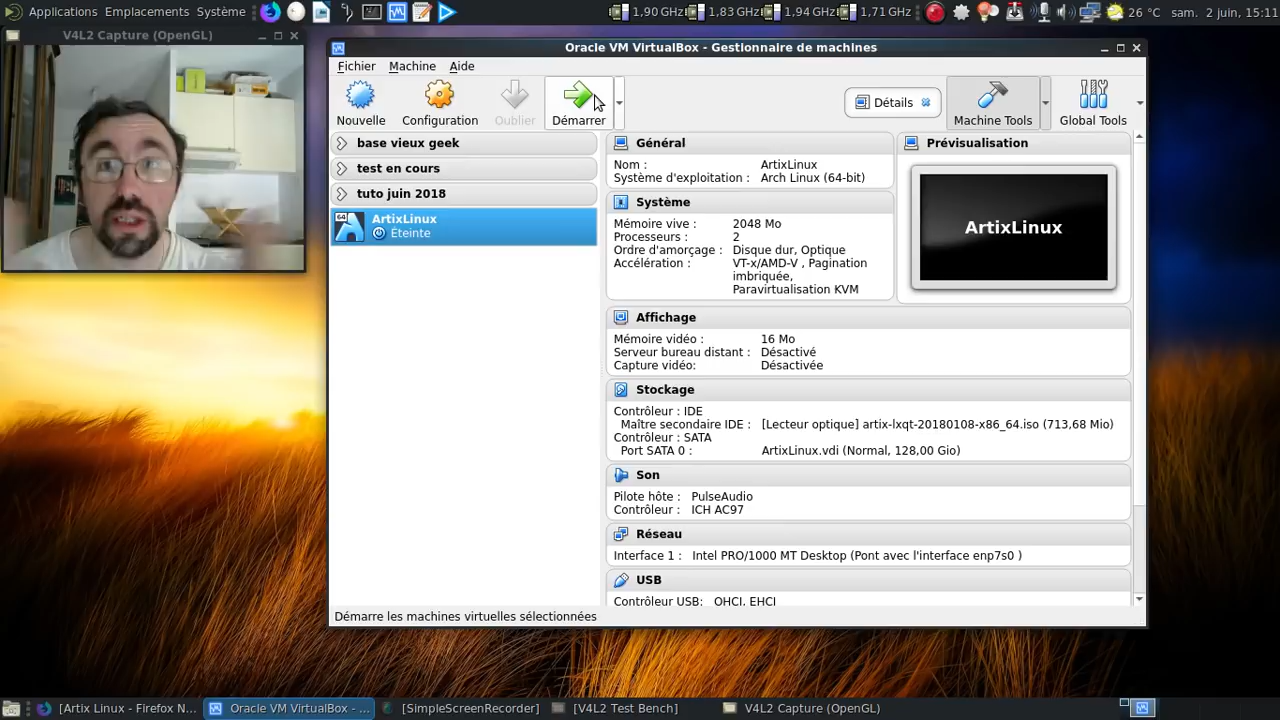 Applications Emplacements Système 1,90 GHz 1,83 GHz 1,94 GHz 1,71 GHz 26 °C sam. 2 juin, 15:11
V4L2 Capture (OpenGL)
Oracle VM VirtualBox - Gestionnaire de machines
Fichier Machine Aide
Nouvelle Configuration Oublier Démarrer Détails Machine Tools Global Tools
base vieux geek
test en cours
tuto juin 2018
64
ArtixLinux
Éteinte
Général
Nom : ArtixLinux
Système d'exploitation : Arch Linux (64-bit)
Système
Mémoire vive : 2048 Mo
Processeurs : 2
Ordre d'amorçage : Disque dur, Optique
Accélération : VT-x/AMD-V , Pagination
imbriquée,
Paravirtualisation KVM
Prévisualisation
ArtixLinux
Affichage
Mémoire vidéo : 16 Mo
Serveur bureau distant : Désactivé
Capture vidéo: Désactivée
Stockage
Contrôleur : IDE
Maître secondaire IDE : [Lecteur optique] artix-lxqt-20180108-x86_64.iso (713,68 Mio)
Contrôleur : SATA
Port SATA 0 : ArtixLinux.vdi (Normal, 128,00 Gio)
Son
Pilote hôte : PulseAudio
Contrôleur : ICH AC97
Réseau
Interface 1 : Intel PRO/1000 MT Desktop (Pont avec l'interface enp7s0 )
USB
Contrôleur USB: OHCI, EHCI
Démarre les machines virtuelles sélectionnées
[Artix Linux - Firefox N... Oracle VM VirtualBox - ... [SimpleScreenRecorder] [V4L2 Test Bench] V4L2 Capture (OpenGL)